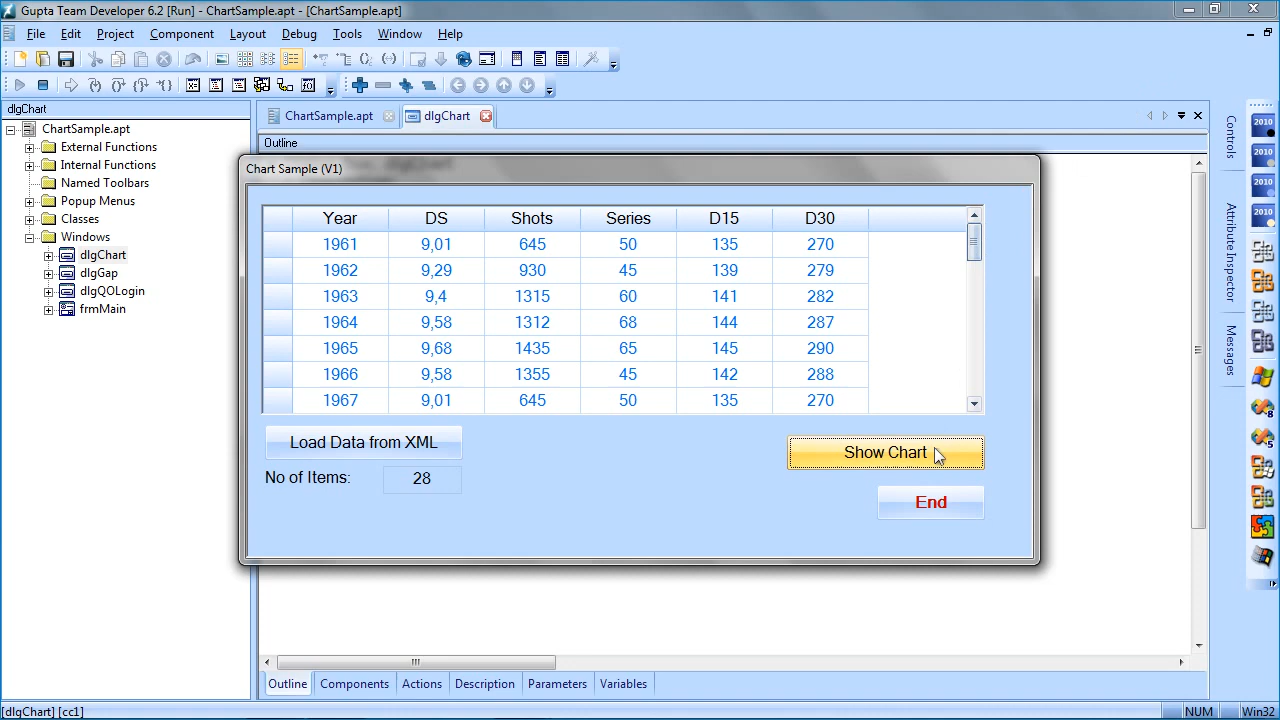 Gupta Team Developer 6.2 [Run] - ChartSample.apt - [ChartSample.apt]
File Edit Project Component Layout Debug Tools Window Help
dlgChart
ChartSample.apt
External Functions
Internal Functions
Named Toolbars
Popup Menus
Classes
Windows
dlgChart
dlgGap
dlgQOLogin
frmMain
ChartSample.apt dlgChart
Outline
Chart Sample (V1)
Year DS Shots Series D15 D30
1961 9,01 645 50 135 270
1962 9,29 930 45 139 279
1963 9,4 1315 60 141 282
1964 9,58 1312 68 144 287
1965 9,68 1435 65 145 290
1966 9,58 1355 45 142 288
1967 9,01 645 50 135 270
Load Data from XML
No of Items: 28
Show Chart
End
Outline Components Actions Description Parameters Variables
Controls
Attribute Inspector
Messages
2010
2010
2010
2010
8
5
[dlgChart] [cc1]
NUM Win32